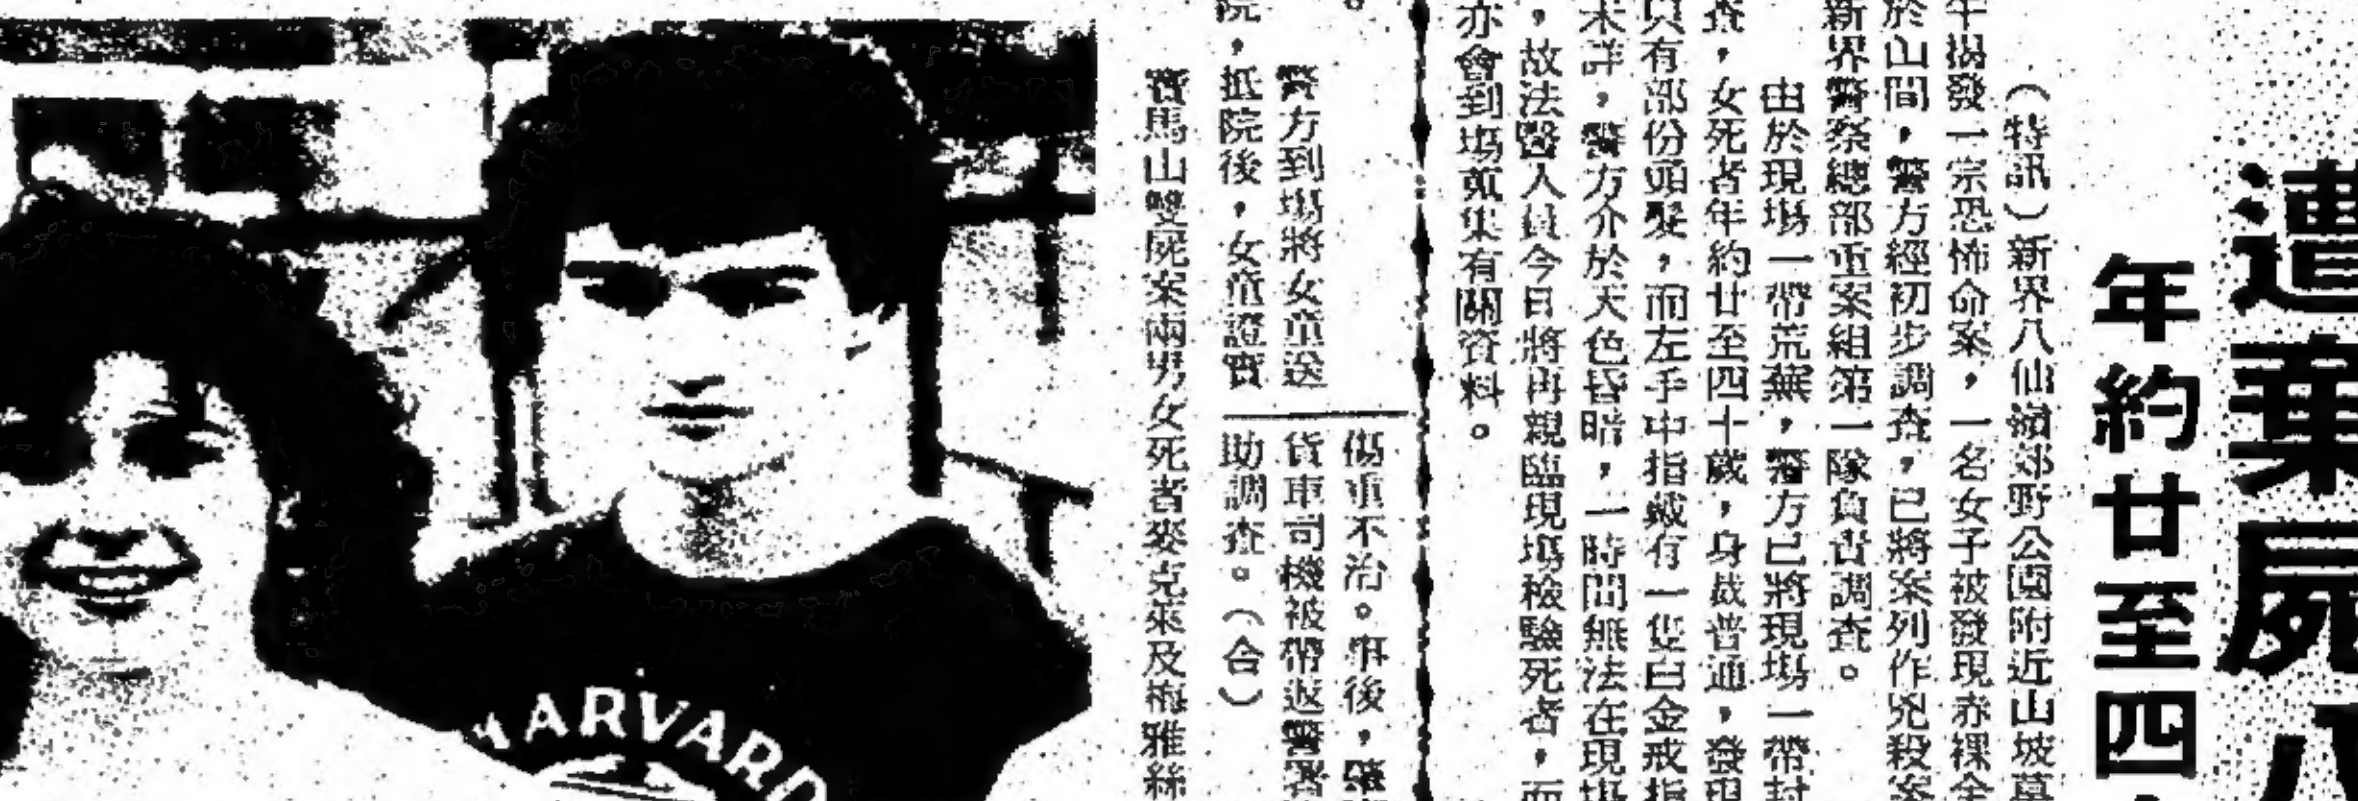 遭棄屍八
年約廿至四
（特訊）新界八仙嶺郊野公園附近山坡墓
午揭發一宗恐怖命案，一名女子被發現赤裸全
於山間，警方經初步調查，已將案列作兇殺案
新界警察總部重案組第一隊負責調查。
由於現場一帶荒蕪，警方已將現場一帶封
查，女死者年約廿至四十歲，身裁普通，發現
只有部份頭髮，而左手中指戴有一隻白金戒指
未詳，警方介於天色昏暗，一時間無法在現場
，故法醫人員今日將再親臨現場檢驗死者，而
亦會到場蒐集有關資料。
警方到場將女童送
院，抵院後，女童證實
傷重不治。事後，
貨車司機被帶返警署
助調查。（合）
寶馬山雙屍案兩男女死者麥克朱及梅雅絲
HARVARD